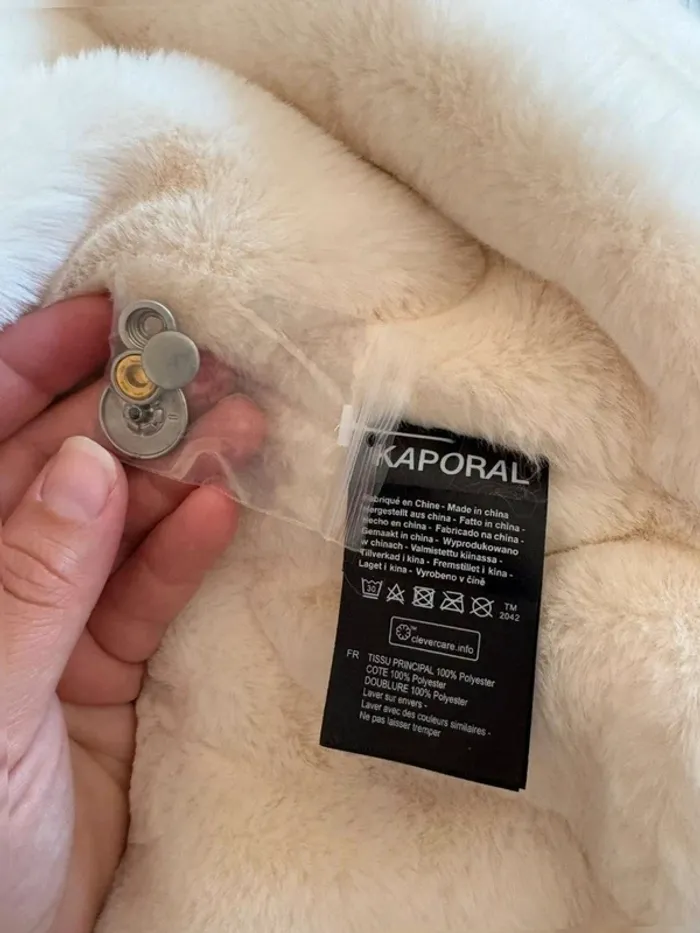 KAPORAL
Fabriqué en Chine - Made in china
Hergestellt aus china - Fatto in china -
Hecho en china - Fabricado na china -
Gemaakt in china - Wyprodukowano
w chinach - Valmistettu kiinassa -
Tillverkad i kina - Fremstillet i kina -
Laget i kina - Vyrobeno v čině
30
TM
2042
clevercare.info
FR TISSU PRINCIPAL 100% Polyester
COTE 100% Polyester
DOUBLURE 100% Polyester
Laver sur envers -
Laver avec des couleurs similaires -
Ne pas laisser tremper